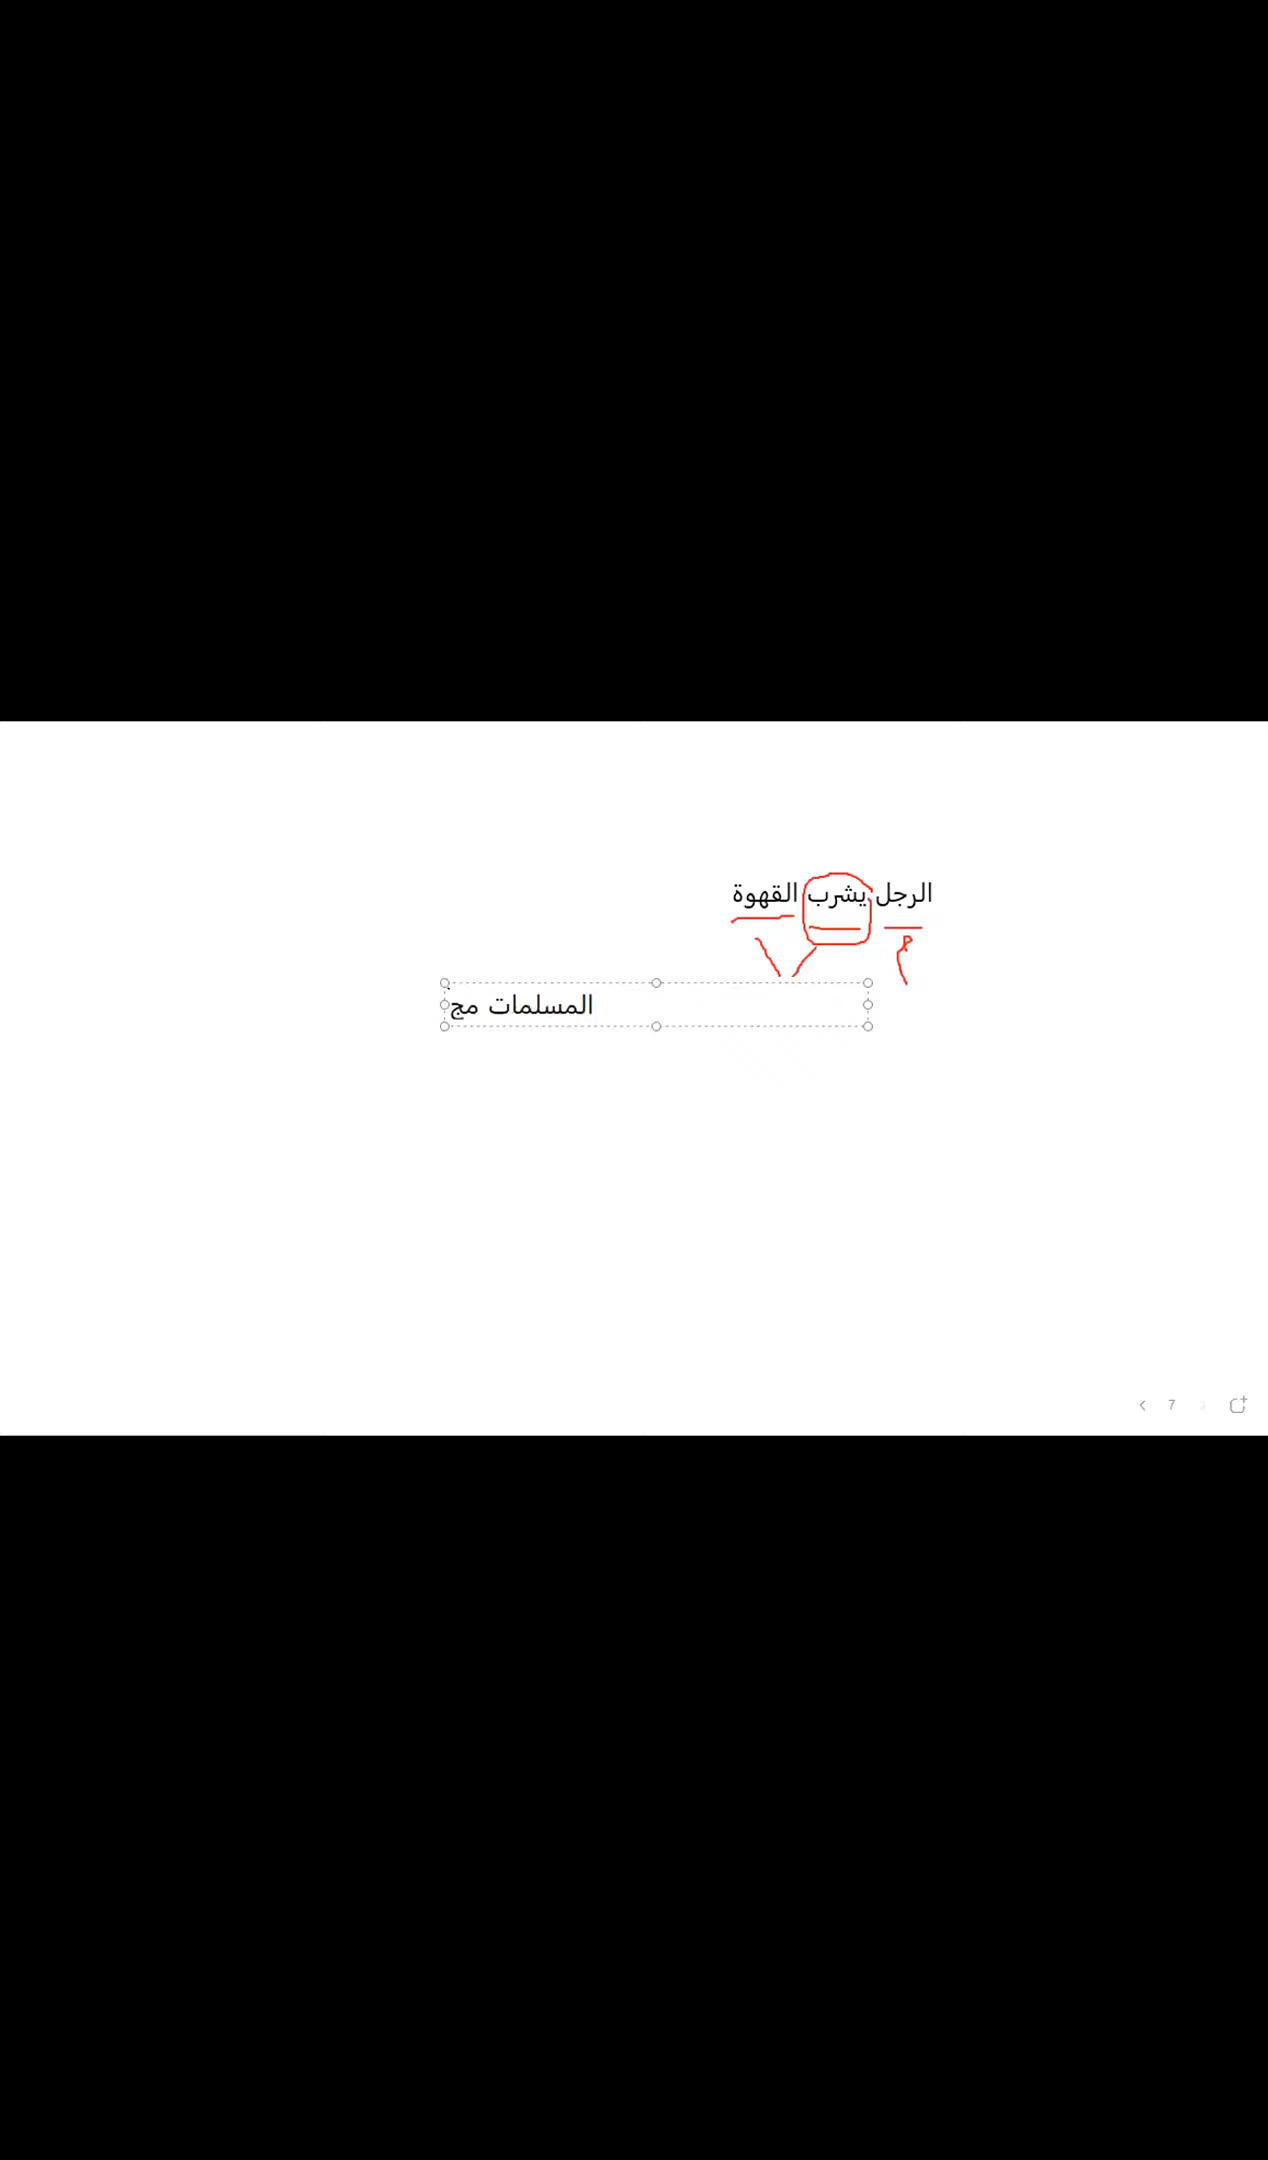 الرجل يشرب القهوة
المسلمات مج
7